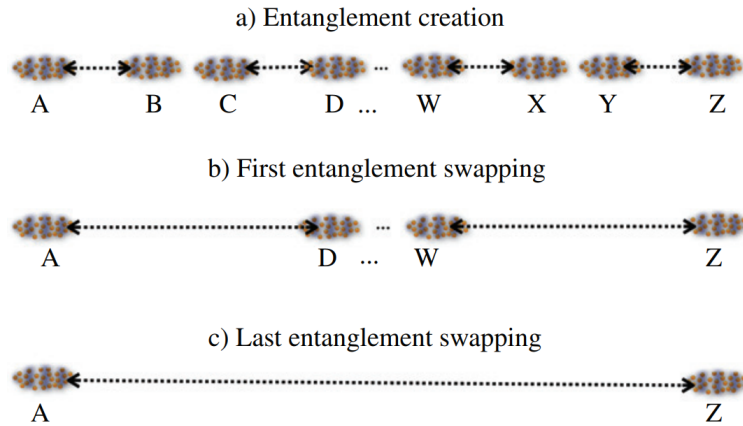 a) Entanglement creation
...
A B C D ... W X Y Z
b) First entanglement swapping
...
A D ... W Z
c) Last entanglement swapping
A Z